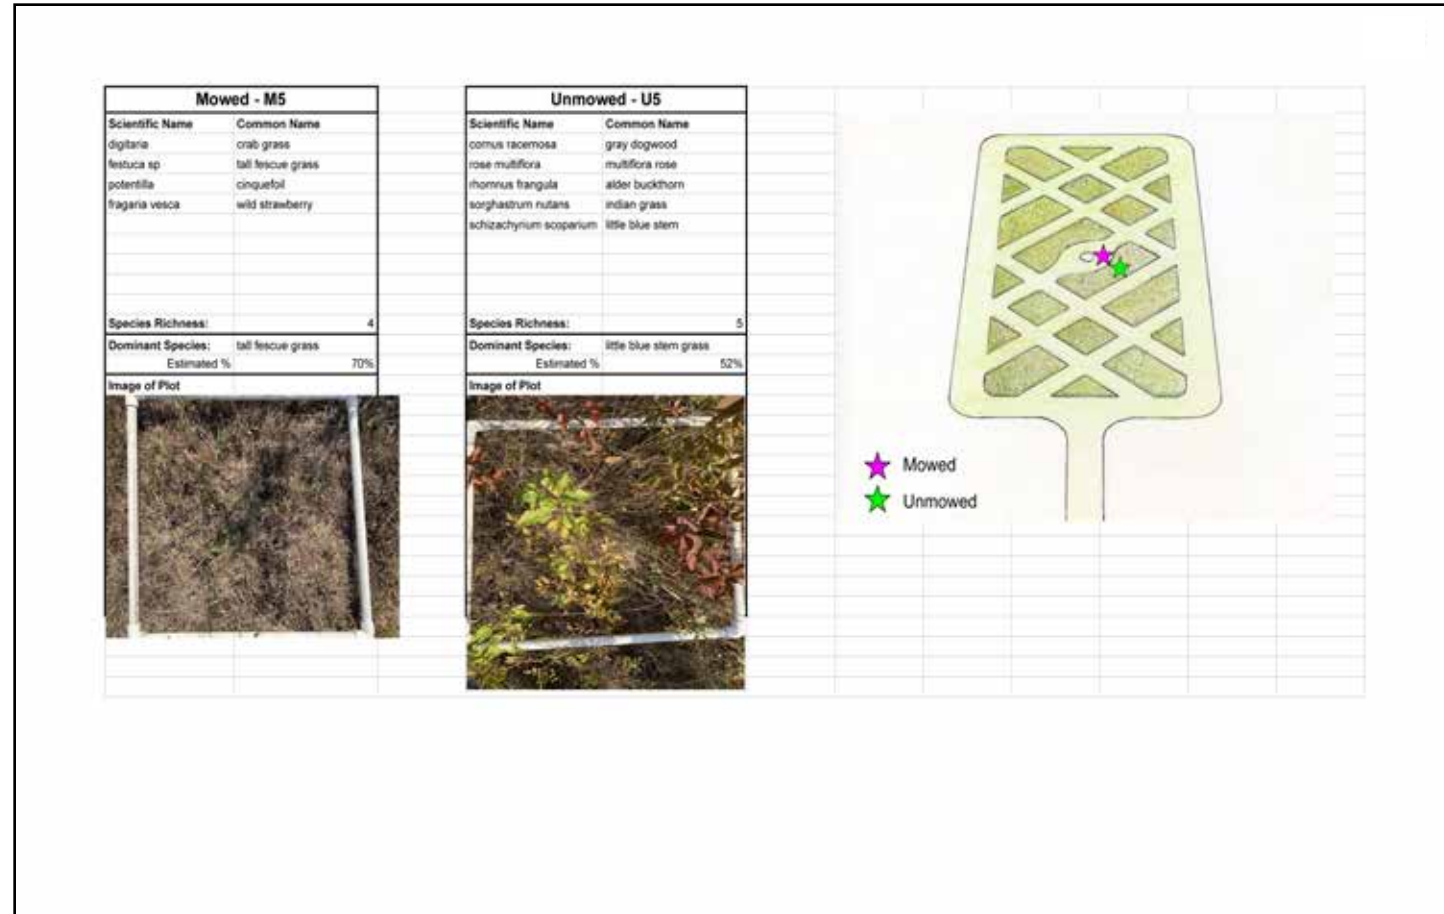 Mowed - M5
Scientific Name Common Name
digitaria crab grass
festuca sp tall fescue grass
potentilla cinquefoil
fragaria vesca wild strawberry
Species Richness: 4
Dominant Species: tall fescue grass
Estimated % 70%
Image of Plot
Unmowed - U5
Scientific Name Common Name
cornus racemosa gray dogwood
rose multiflora multiflora rose
rhomnus frangula alder buckthorn
sorghastrum nutans indian grass
schizachyrium scoparium little blue stem
Species Richness: 5
Dominant Species: little blue stem grass
Estimated % 52%
Image of Plot
Mowed
Unmowed